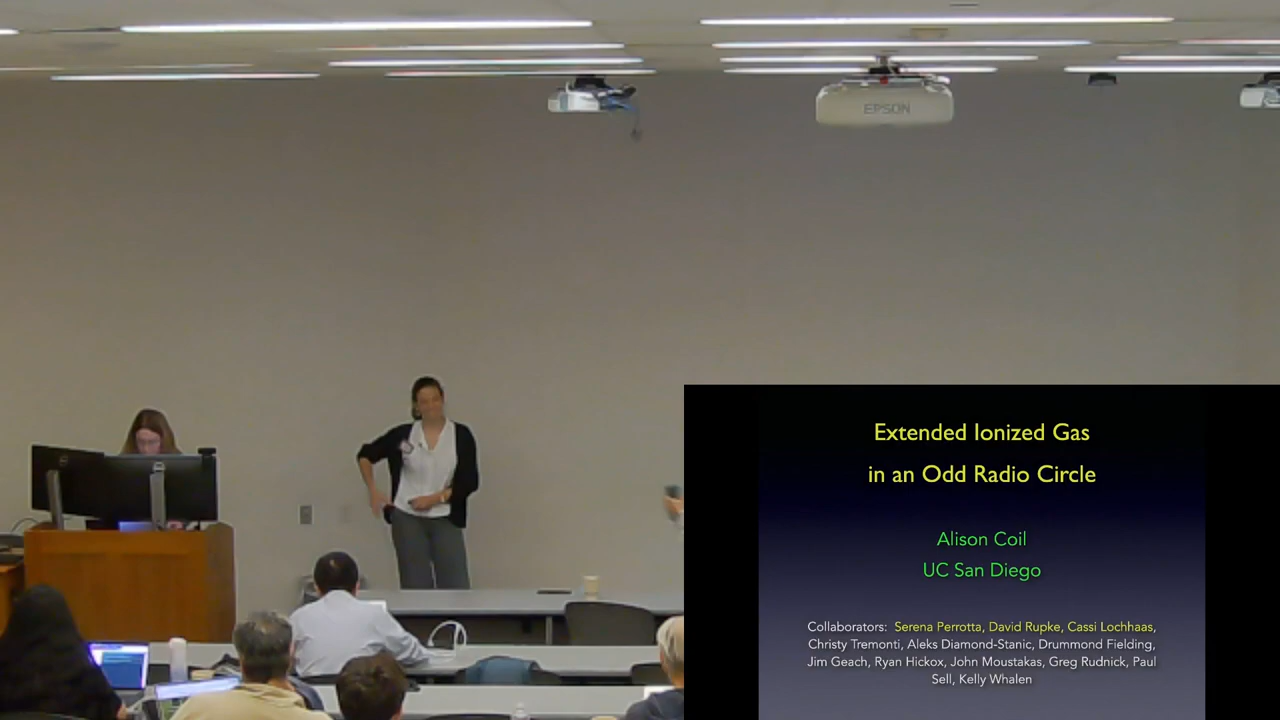 EPSON
Extended Ionized Gas
in an Odd Radio Circle
Alison Coil
UC San Diego
Collaborators: Serena Perrotta, David Rupke, Cassi Lochhaas,
Christy Tremonti, Aleks Diamond-Stanic, Drummond Fielding,
Jim Geach, Ryan Hickox, John Moustakas, Greg Rudnick, Paul
Sell, Kelly Whalen